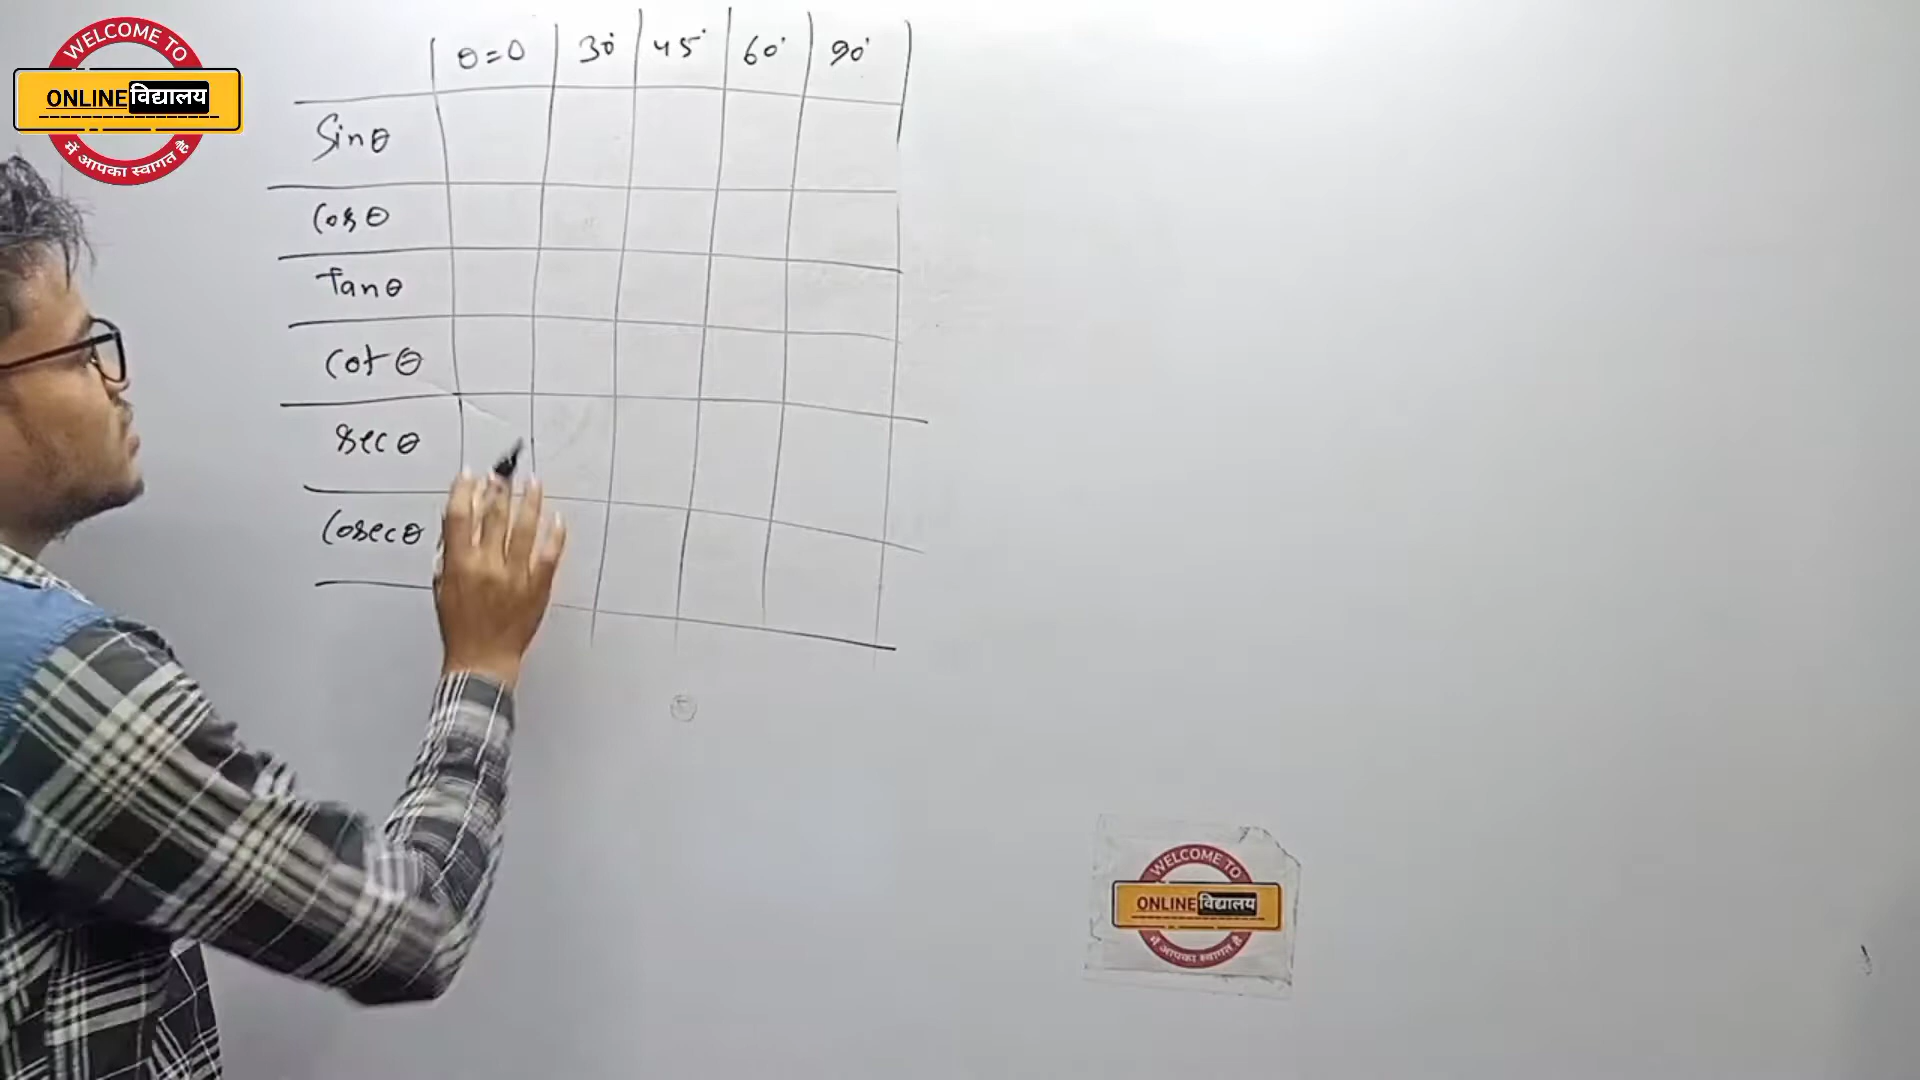 WELCOME TO
ONLINE विद्यालय
में आपका स्वागत है
θ=0 30° 45° 60° 90°
Sinθ
Cosθ
Tanθ
Cotθ
Secθ
Cosecθ
WELCOME TO
ONLINE विद्यालय
में आपका स्वागत है